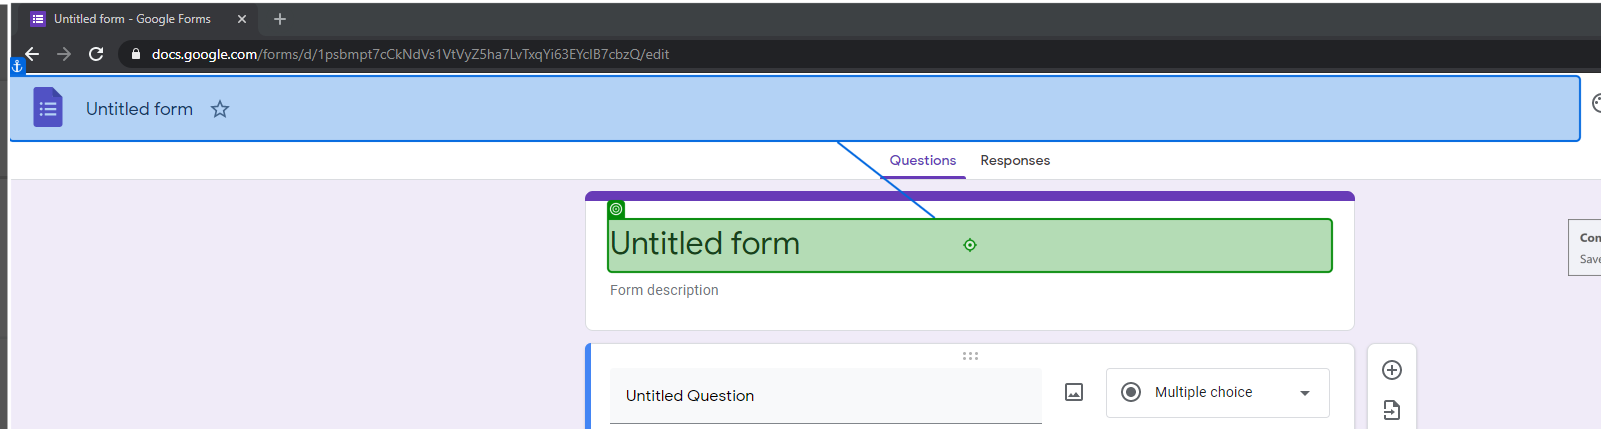 Untitled form - Google Forms
docs.google.com/forms/d/1psbmpt7cCkNdVs1VtVyZ5ha7LvTxqYi63EYclB7cbzQ/edit
Untitled form
Questions Responses
Untitled form
Con
Save
Form description
Untitled Question
Multiple choice